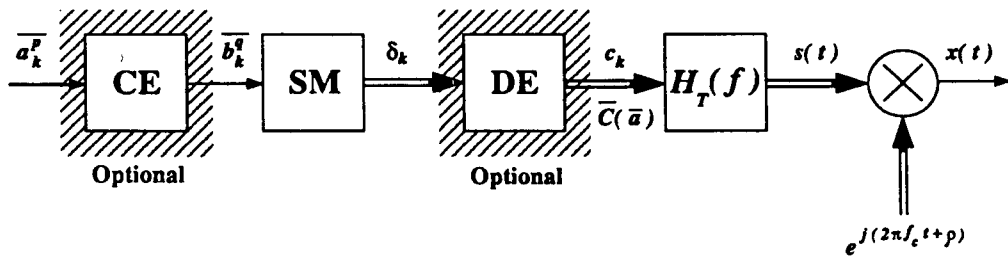 a_k^p
CE
Optional
b_k^q
SM
δ_k
DE
Optional
c_k
C(a)
H_T(f)
s(t)
x(t)
e^{j(2πf_c t+ρ)}